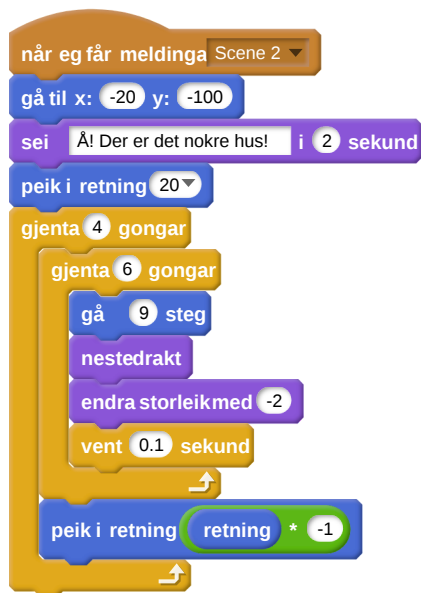 når eg får meldinga Scene 2
gå til x: -20 y: -100
sei Å! Der er det nokre hus! i 2 sekund
peik i retning 20
gjenta 4 gongar
gjenta 6 gongar
gå 9 steg
nestedrakt
endra storleikmed -2
vent 0.1 sekund
peik i retning retning * -1